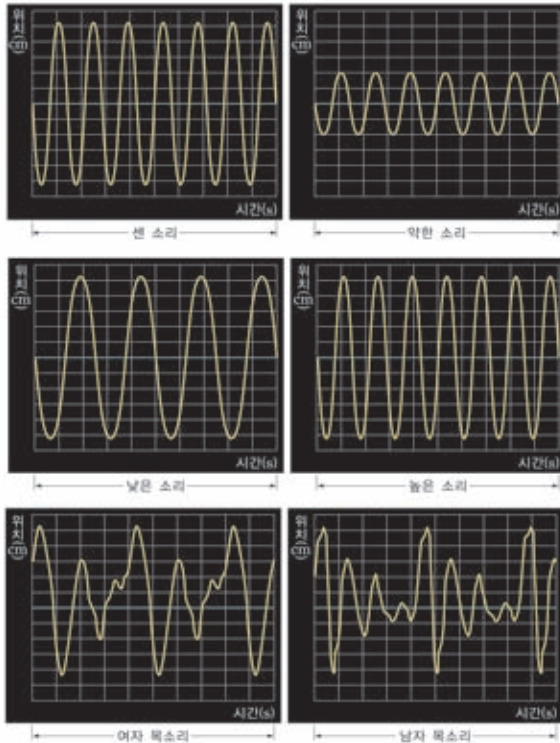 위치(cm)
위치(cm)
시간(s)
시간(s)
센 소리
약한 소리
위치(cm)
위치(cm)
시간(s)
시간(s)
낮은 소리
높은 소리
위치(cm)
위치(cm)
시간(s)
시간(s)
여자 목소리
남자 목소리